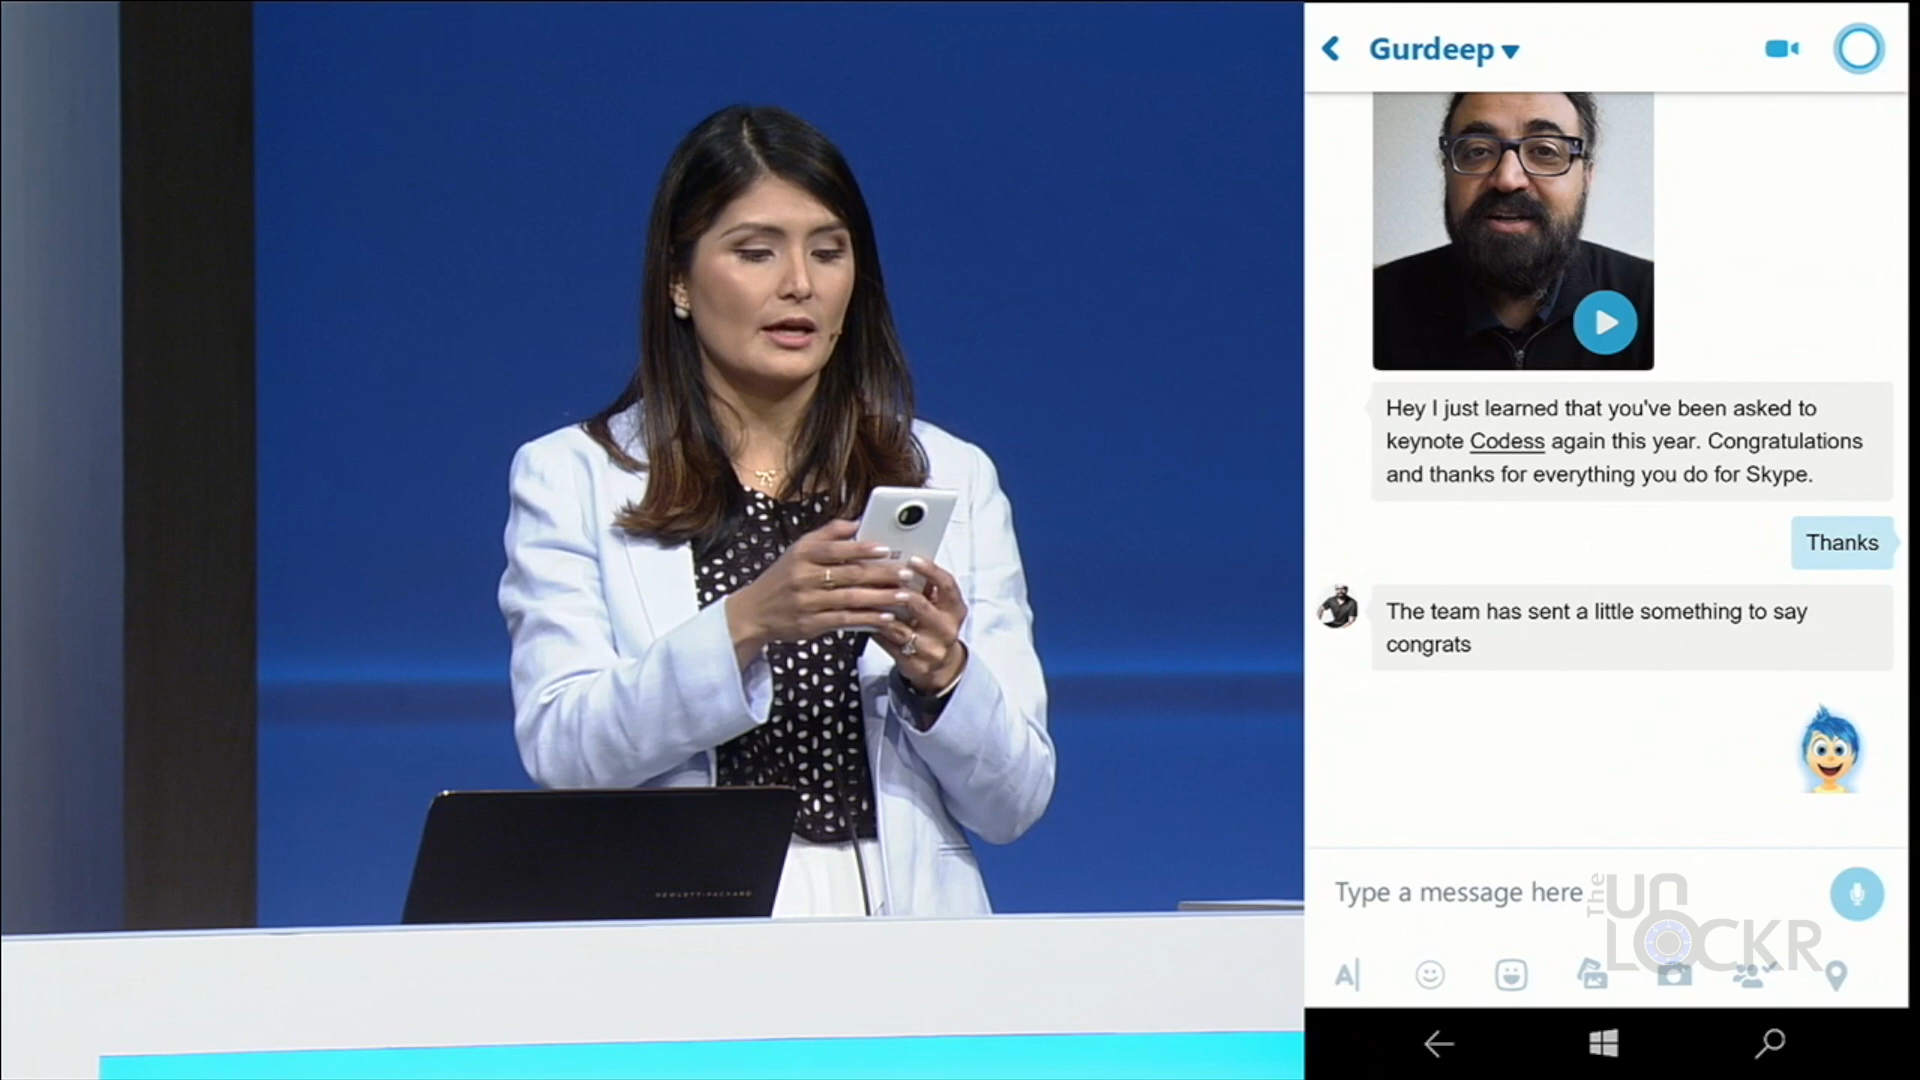 Gurdeep
Hey I just learned that you've been asked to
keynote Codess again this year. Congratulations
and thanks for everything you do for Skype.
Thanks
The team has sent a little something to say
congrats
Type a message here
The
UN
LOCKR
A
HEWLETT-PACKARD